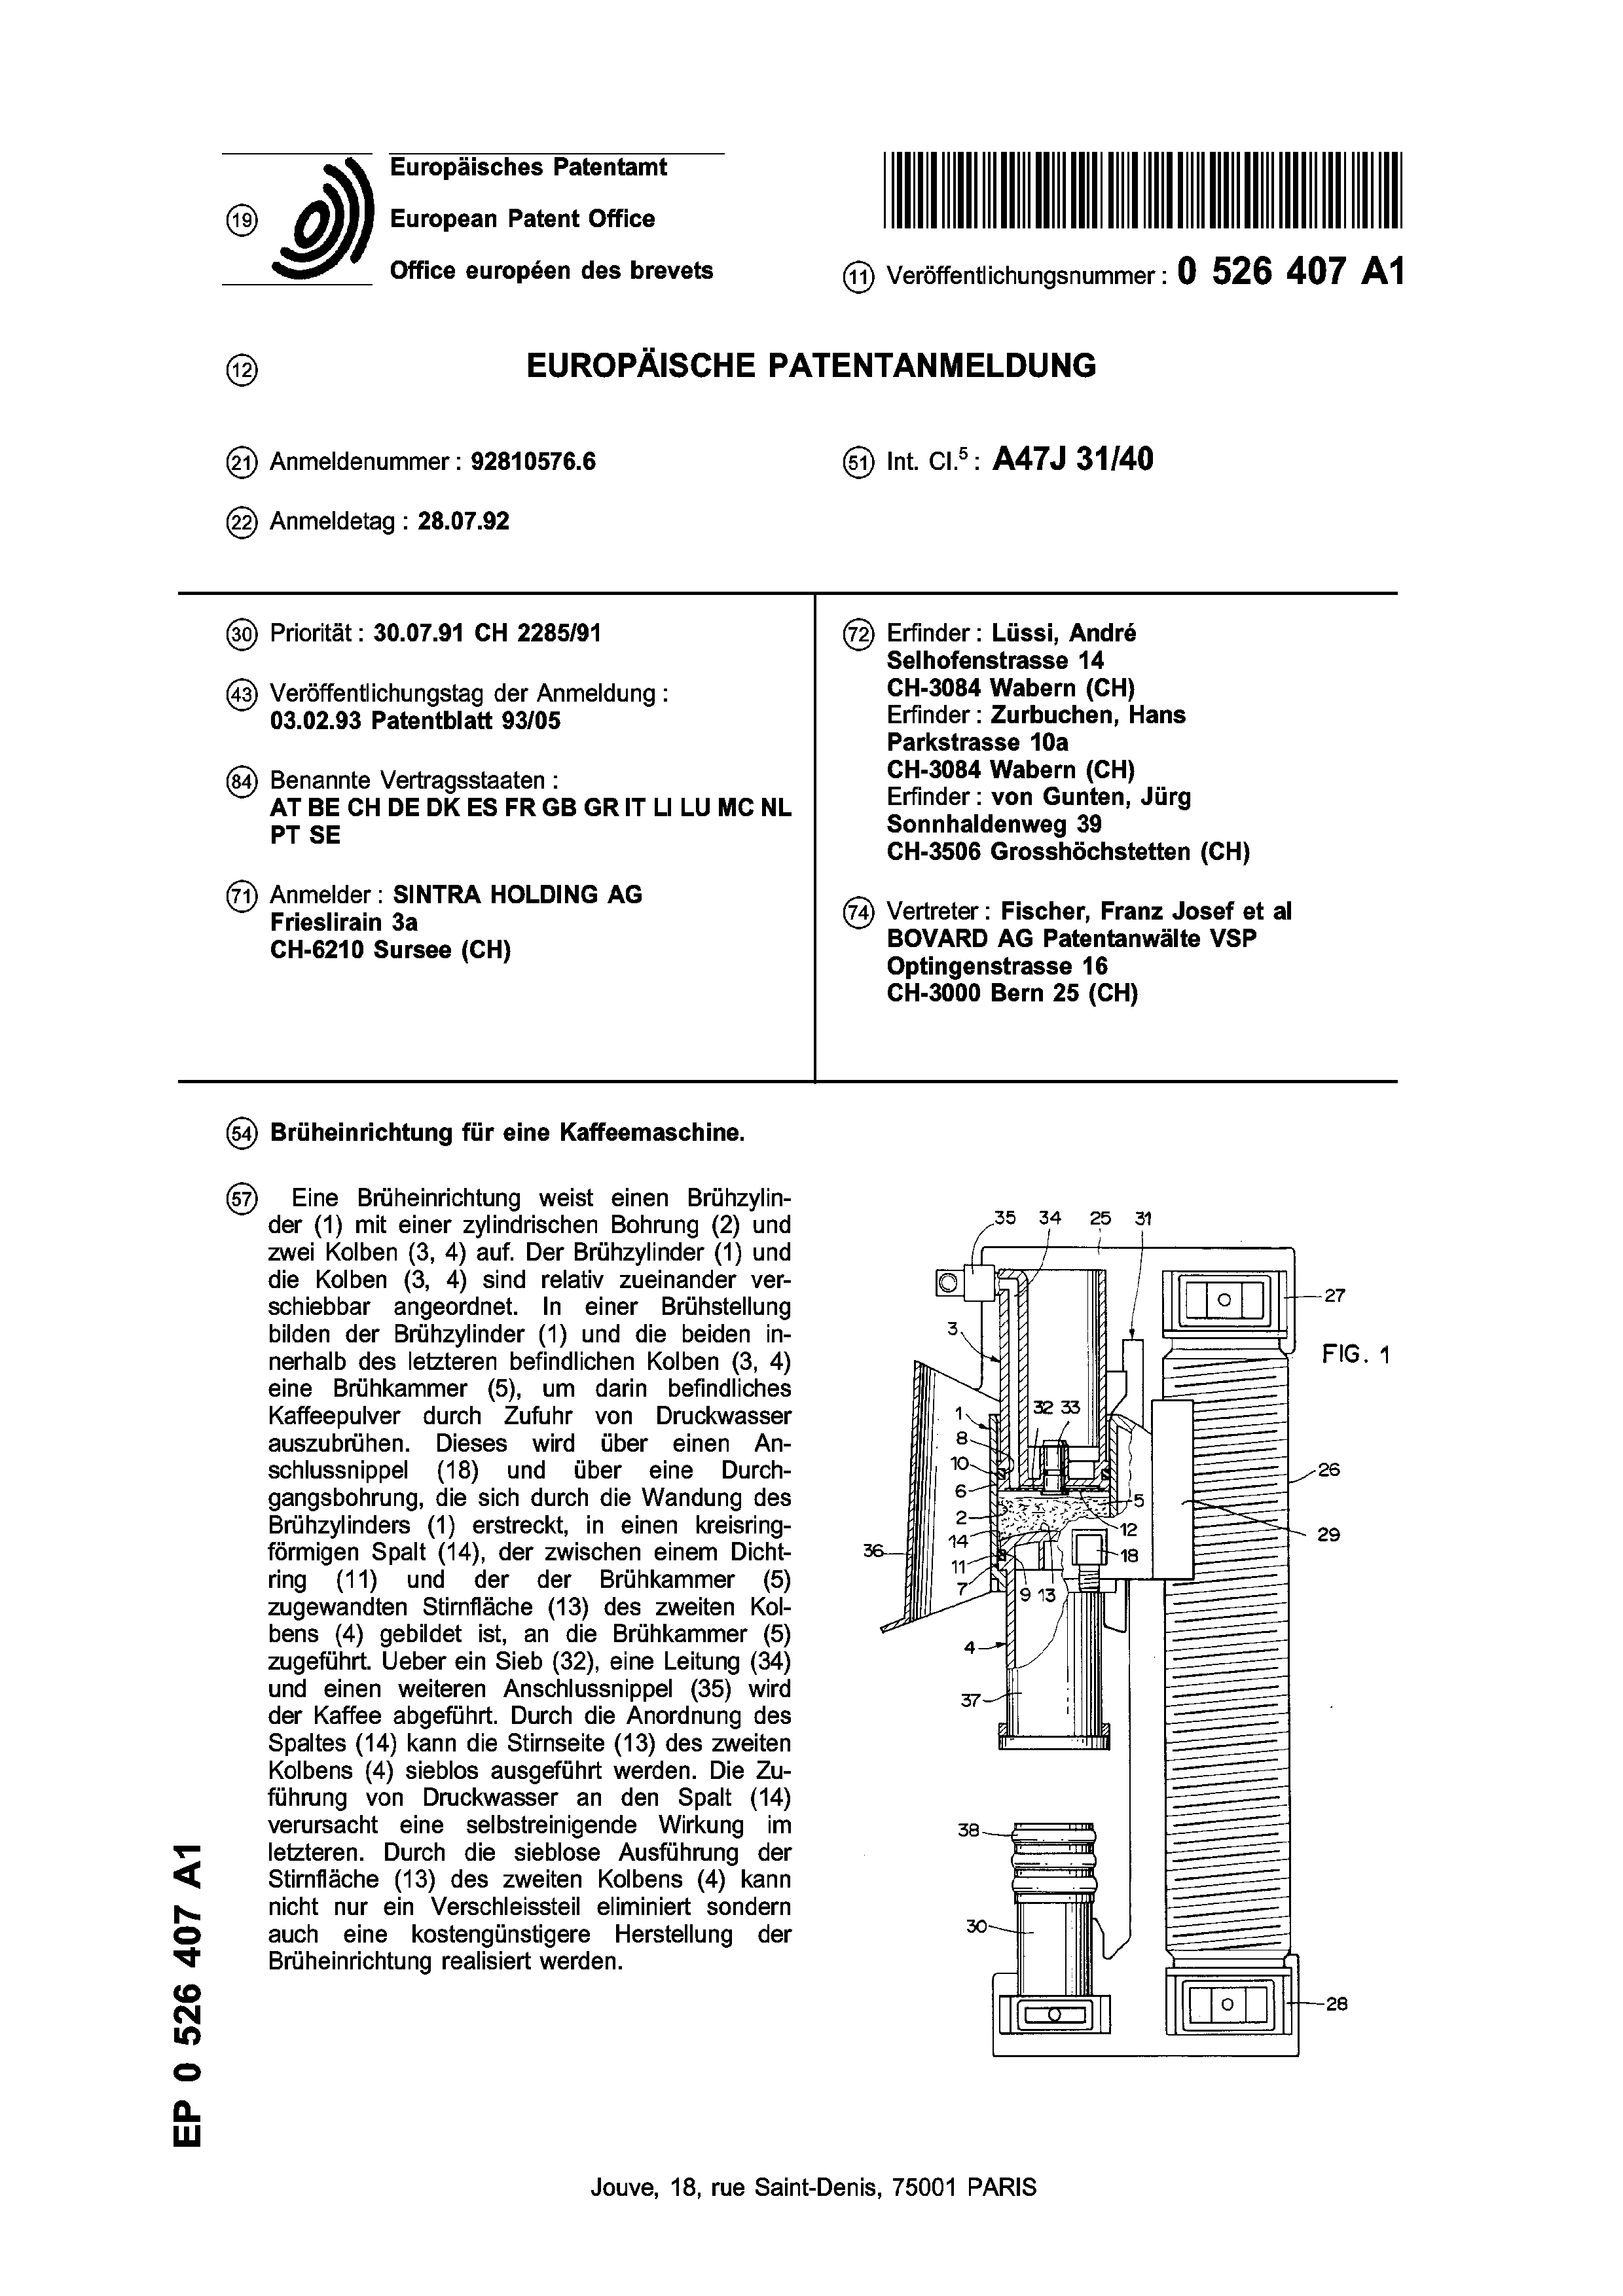 Europäisches Patentamt
(19) European Patent Office
Office européen des brevets
(11) Veröffentlichungsnummer : 0 526 407 A1
(12) EUROPÄISCHE PATENTANMELDUNG
(21) Anmeldenummer : 92810576.6
(51) Int. Cl.⁵ : A47J 31/40
(22) Anmeldetag : 28.07.92
(30) Priorität : 30.07.91 CH 2285/91
(43) Veröffentlichungstag der Anmeldung :
03.02.93 Patentblatt 93/05
(84) Benannte Vertragsstaaten :
AT BE CH DE DK ES FR GB GR IT LI LU MC NL
PT SE
(71) Anmelder : SINTRA HOLDING AG
Frieslirain 3a
CH-6210 Sursee (CH)
(72) Erfinder : Lüssi, André
Selhofenstrasse 14
CH-3084 Wabern (CH)
Erfinder : Zurbuchen, Hans
Parkstrasse 10a
CH-3084 Wabern (CH)
Erfinder : von Gunten, Jürg
Sonnhaldenweg 39
CH-3506 Grosshöchstetten (CH)
(74) Vertreter : Fischer, Franz Josef et al
BOVARD AG Patentanwälte VSP
Optingenstrasse 16
CH-3000 Bern 25 (CH)
(54) Brüheinrichtung für eine Kaffeemaschine.
(57) Eine Brüheinrichtung weist einen Brühzylin-
der (1) mit einer zylindrischen Bohrung (2) und
zwei Kolben (3, 4) auf. Der Brühzylinder (1) und
die Kolben (3, 4) sind relativ zueinander ver-
schiebbar angeordnet. In einer Brühstellung
bilden der Brühzylinder (1) und die beiden in-
nerhalb des letzteren befindlichen Kolben (3, 4)
eine Brühkammer (5), um darin befindliches
Kaffeepulver durch Zufuhr von Druckwasser
auszubrühen. Dieses wird über einen An-
schlussnippel (18) und über eine Durch-
gangsbohrung, die sich durch die Wandung des
Brühzylinders (1) erstreckt, in einen kreisring-
förmigen Spalt (14), der zwischen einem Dicht-
ring (11) und der der Brühkammer (5)
zugewandten Stirnfläche (13) des zweiten Kol-
bens (4) gebildet ist, an die Brühkammer (5)
zugeführt. Ueber ein Sieb (32), eine Leitung (34)
und einen weiteren Anschlussnippel (35) wird
der Kaffee abgeführt. Durch die Anordnung des
Spaltes (14) kann die Stirnseite (13) des zweiten
Kolbens (4) sieblos ausgeführt werden. Die Zu-
führung von Druckwasser an den Spalt (14)
verursacht eine selbstreinigende Wirkung im
letzteren. Durch die sieblose Ausführung der
Stirnfläche (13) des zweiten Kolbens (4) kann
nicht nur ein Verschleissteil eliminiert sondern
auch eine kostengünstigere Herstellung der
Brüheinrichtung realisiert werden.
35 34 25 31
27
3
FIG. 1
32 33
1
8
10
26
6
5
2
12
29
14
36
18
11
7
9 13
4
37
38
30
28
EP 0 526 407 A1
Jouve, 18, rue Saint-Denis, 75001 PARIS